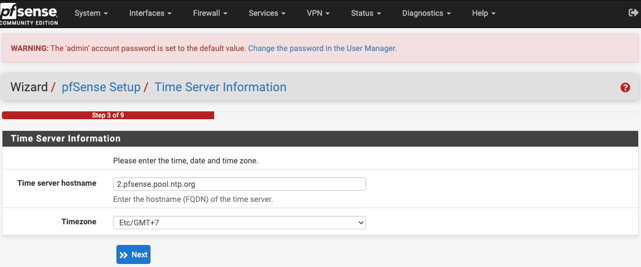 pfsense
COMMUNITY EDITION
System Interfaces Firewall Services VPN Status Diagnostics Help
WARNING: The 'admin' account password is set to the default value. Change the password in the User Manager.
Wizard / pfSense Setup / Time Server Information
Step 3 of 9
Time Server Information
Please enter the time, date and time zone.
Time server hostname 2.pfsense.pool.ntp.org
Enter the hostname (FQDN) of the time server.
Timezone Etc/GMT+7
Next